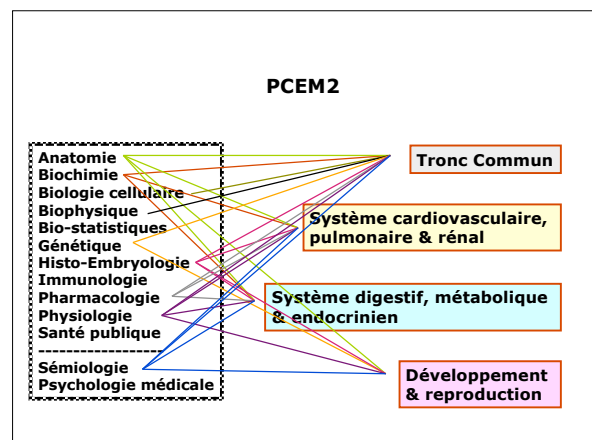 PCEM2
Anatomie
Biochimie
Biologie cellulaire
Biophysique
Bio-statistiques
Génétique
Histo-Embryologie
Immunologie
Pharmacologie
Physiologie
Santé publique
------------------
Sémiologie
Psychologie médicale
Tronc Commun
Système cardiovasculaire,
pulmonaire & rénal
Système digestif, métabolique
& endocrinien
Développement
& reproduction